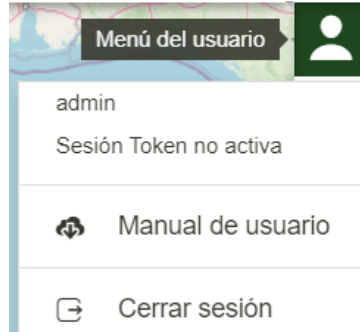 Menú del usuario
admin
Sesión Token no activa
Manual de usuario
Cerrar sesión